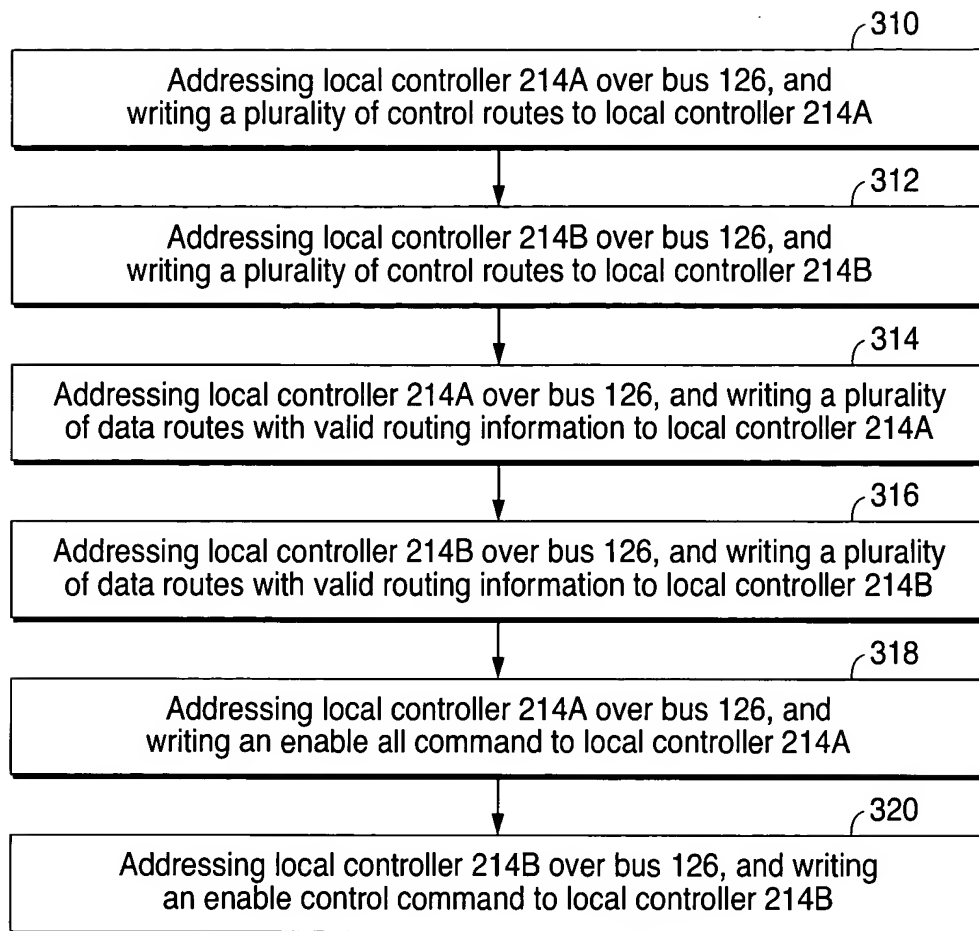 310
Addressing local controller 214A over bus 126, and
writing a plurality of control routes to local controller 214A
312
Addressing local controller 214B over bus 126, and
writing a plurality of control routes to local controller 214B
314
Addressing local controller 214A over bus 126, and writing a plurality
of data routes with valid routing information to local controller 214A
316
Addressing local controller 214B over bus 126, and writing a plurality
of data routes with valid routing information to local controller 214B
318
Addressing local controller 214A over bus 126, and
writing an enable all command to local controller 214A
320
Addressing local controller 214B over bus 126, and writing
an enable control command to local controller 214B